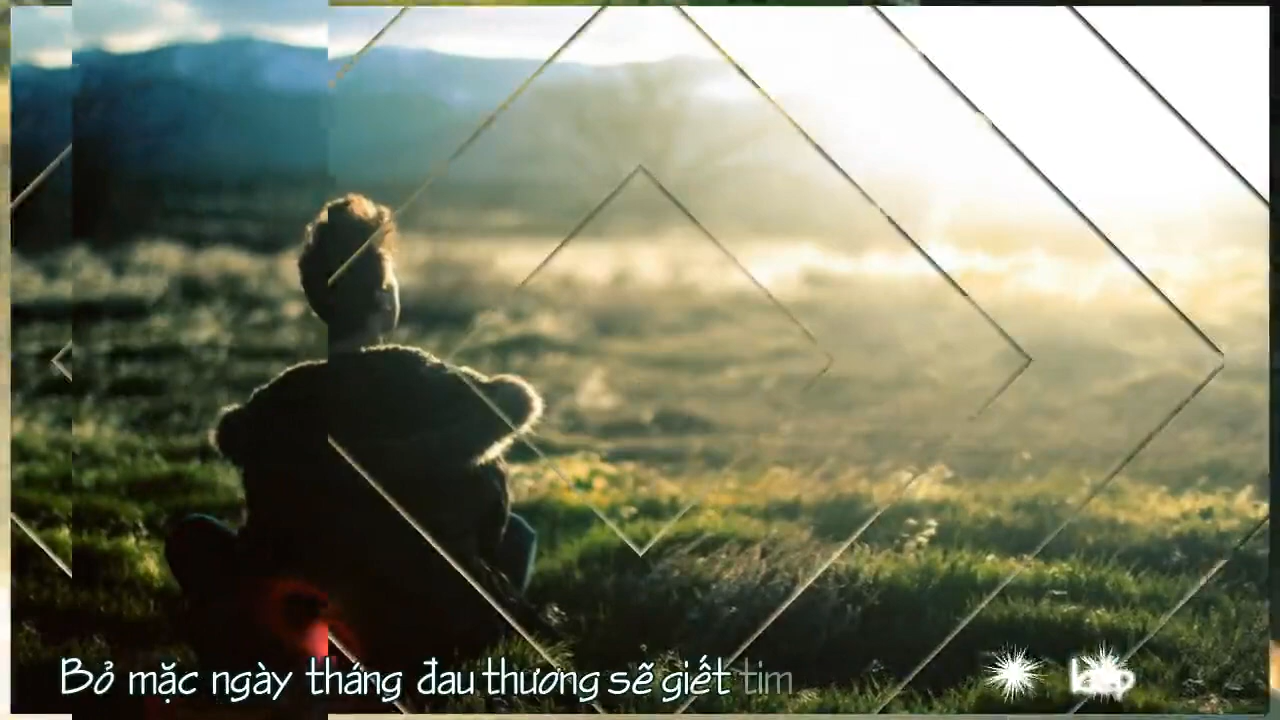 Bỏ mặc ngày tháng đau thương sẽ giết tim